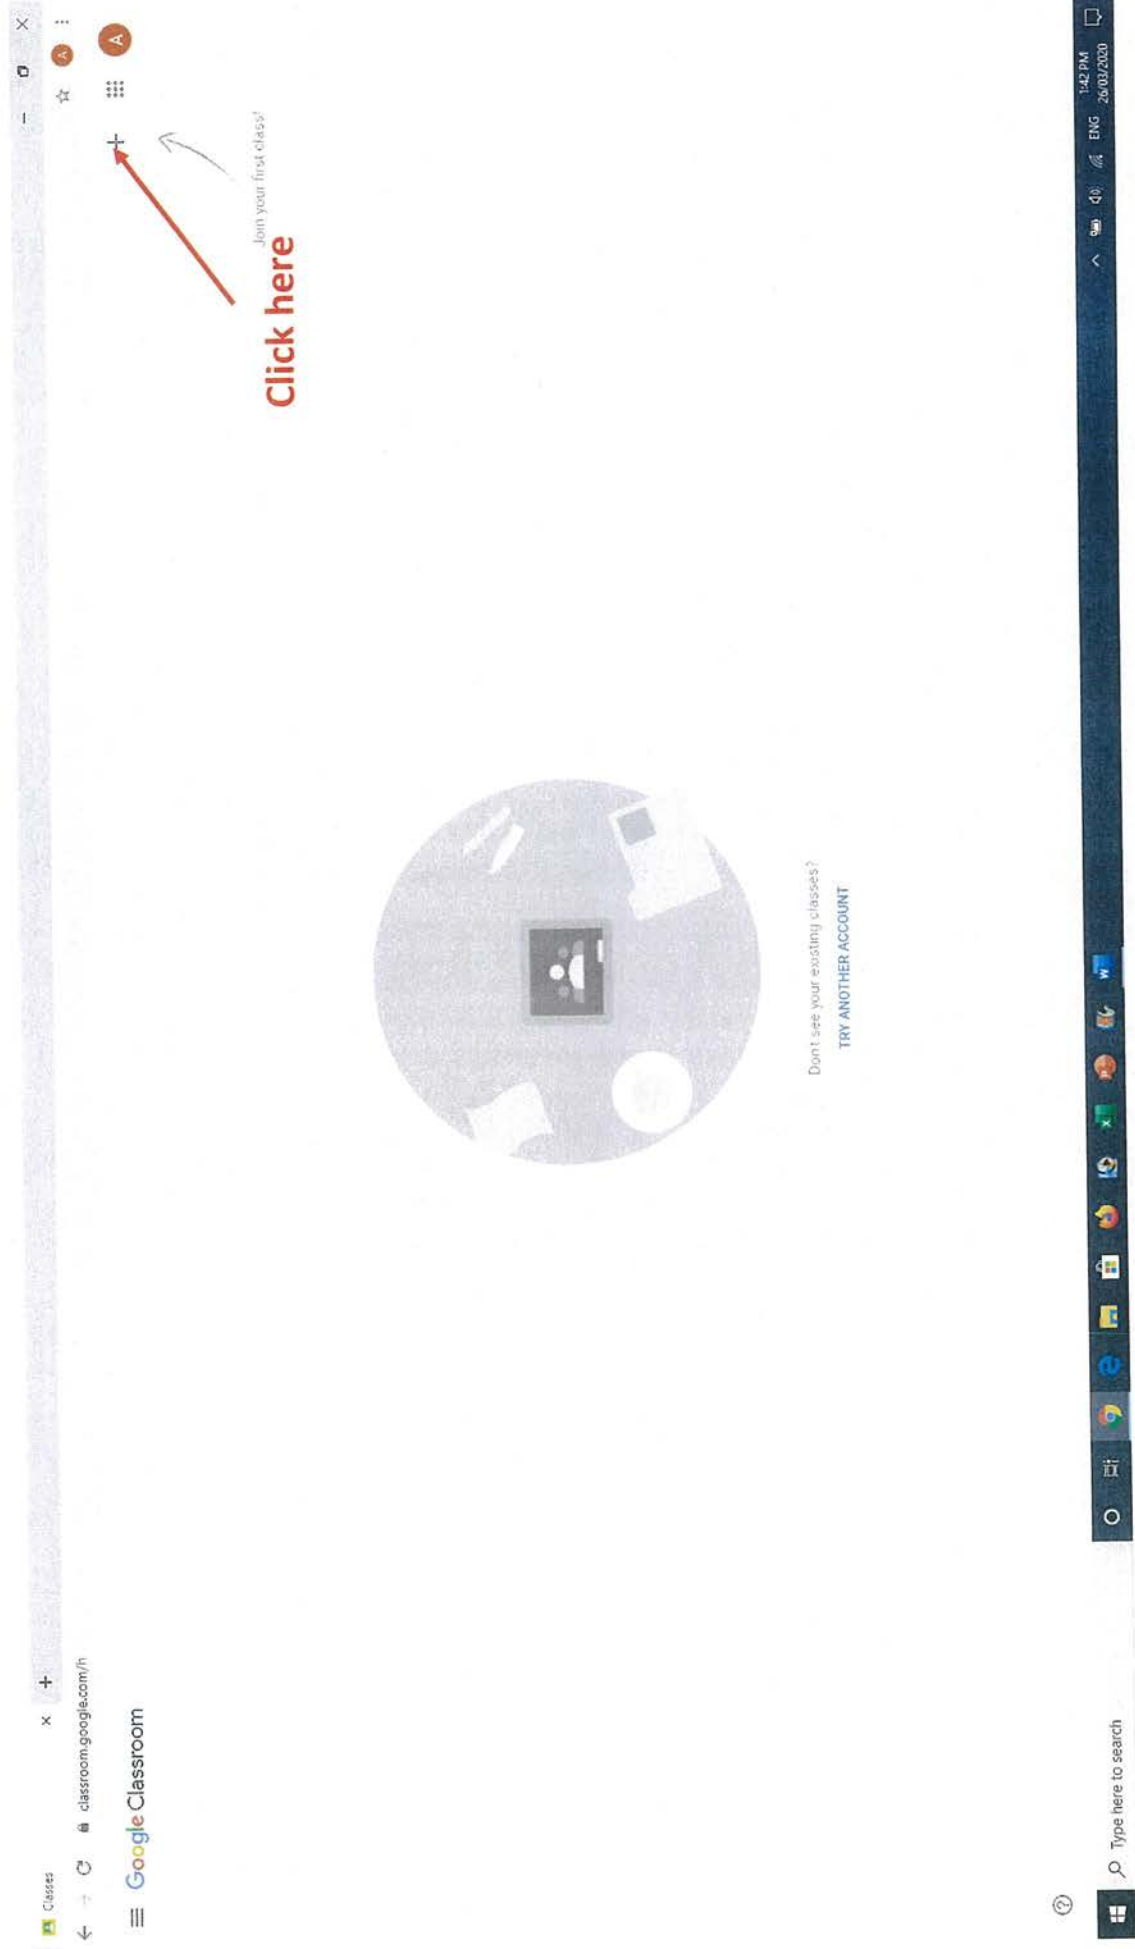 Classes
classroom.google.com/h
A
Google Classroom
A
Join your first class!
Click here
Don't see your existing classes?
TRY ANOTHER ACCOUNT
Type here to search
ENG
1:42 PM
26/03/2020